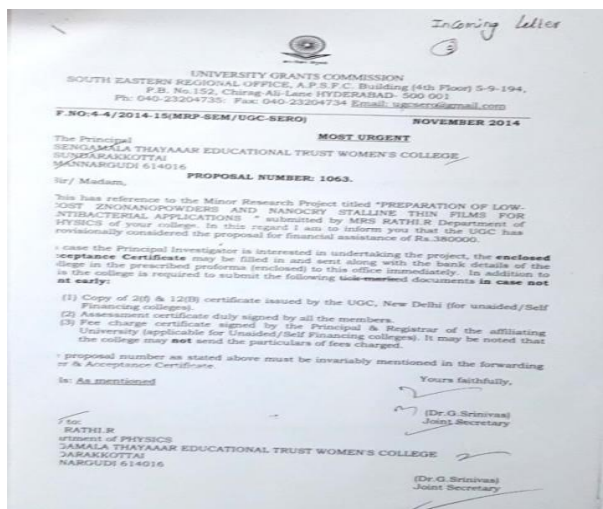 Incoming letter
3
UNIVERSITY GRANTS COMMISSION
SOUTH EASTERN REGIONAL OFFICE, A.P.S.F.C. Building (4th Floor) 5-9-194,
P.B. No.152, Chirag-Ali-Lane HYDERABAD- 500 001
Ph: 040-23204735: Fax: 040-23204734 Email: ugcsero@gmail.com
F.NO:4-4/2014-15(MRP-SEM/UGC-SERO) NOVEMBER 2014
The Principal MOST URGENT
SENGAMALA THAYAAAR EDUCATIONAL TRUST WOMEN'S COLLEGE
SUNDARAKKOTTAI
MANNARGUDI 614016
PROPOSAL NUMBER: 1063.
Sir/ Madam,
This has reference to the Minor Research Project titled "PREPARATION OF LOW-
COST ZNONANOPOWDERS AND NANOCRY STALLINE THIN FILMS FOR
ANTIBACTERIAL APPLICATIONS " submitted by MRS RATHI.R Department of
PHYSICS of your college. In this regard I am to inform you that the UGC has
provisionally considered the proposal for financial assistance of Rs.380000.
case the Principal Investigator is interested in undertaking the project, the enclosed
cceptance Certificate may be filled in and sent along with the bank details of the
llege in the prescribed proforma (enclosed) to this office immediately. In addition to
is the college is required to submit the following tick marked documents in case not
nt early:
(1) Copy of 2(f) & 12(B) certificate issued by the UGC, New Delhi (for unaided/Self
Financing colleges).
(2) Assessment certificate duly signed by all the members.
(3) Fee charge certificate signed by the Principal & Registrar of the affiliating
University (applicable for Unaided/Self Financing colleges). It may be noted that
the college may not send the particulars of fees charged.
proposal number as stated above must be invariably mentioned in the forwarding
er & Acceptance Certificate.
ls: As mentioned Yours faithfully,
(Dr.G.Srinivas)
Joint Secretary
to:
RATHI.R
artment of PHYSICS
GAMALA THAYAAAR EDUCATIONAL TRUST WOMEN'S COLLEGE
DARAKKOTTAI
NARGUDI 614016
(Dr.G.Srinivas)
Joint Secretary